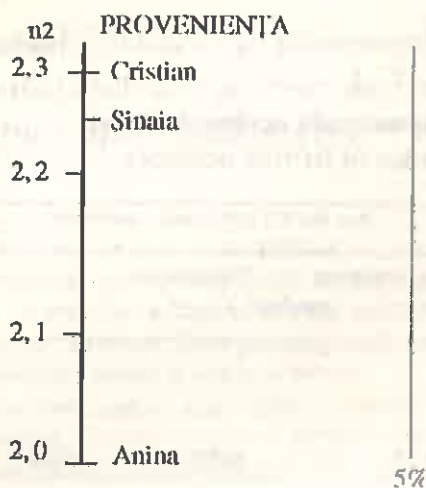 n2 PROVENIENȚA
2,3 Cristian
Sinaia
2,2
2,1
2,0 Anina
5%